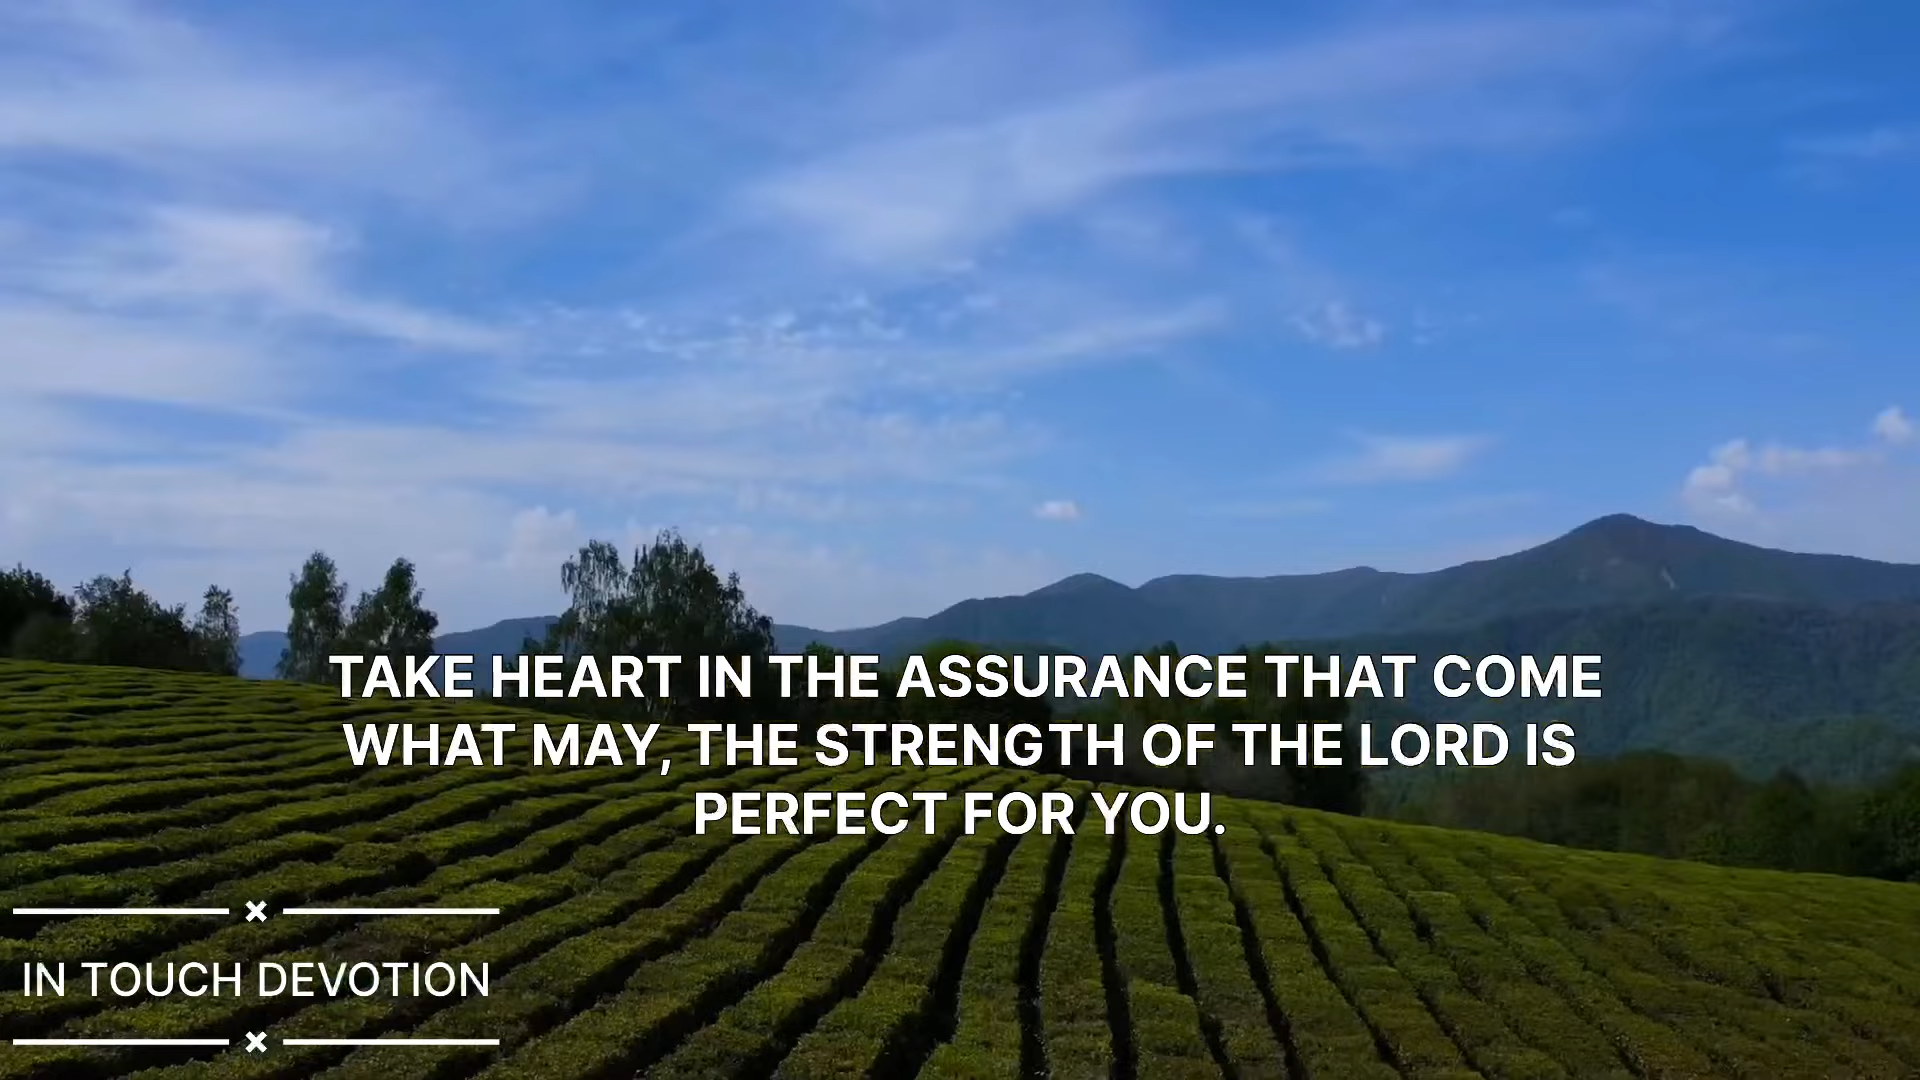 TAKE HEART IN THE ASSURANCE THAT COME
WHAT MAY, THE STRENGTH OF THE LORD IS
PERFECT FOR YOU.
IN TOUCH DEVOTION